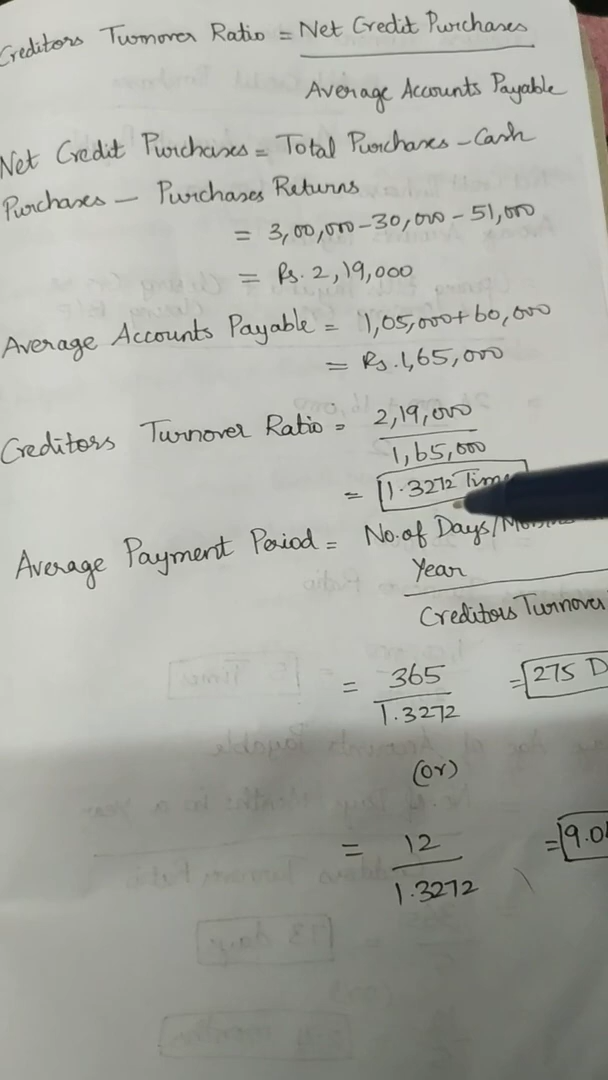 Creditors Turnover Ratio = Net Credit Purchases
Average Accounts Payable
Net Credit Purchases = Total Purchases - Cash
Purchases - Purchases Returns
= 3,00,000 - 30,000 - 51,000
= Rs. 2,19,000
Average Accounts Payable = 1,05,000 + 60,000
= Rs. 1,65,000
Creditors Turnover Ratio = 2,19,000
1,65,000
= 1.3272
Average Payment Period = No. of Days/
Year
Creditors Turnover
= 365 = 275 D
1.3272
(or)
= 12 = 9.0
1.3272